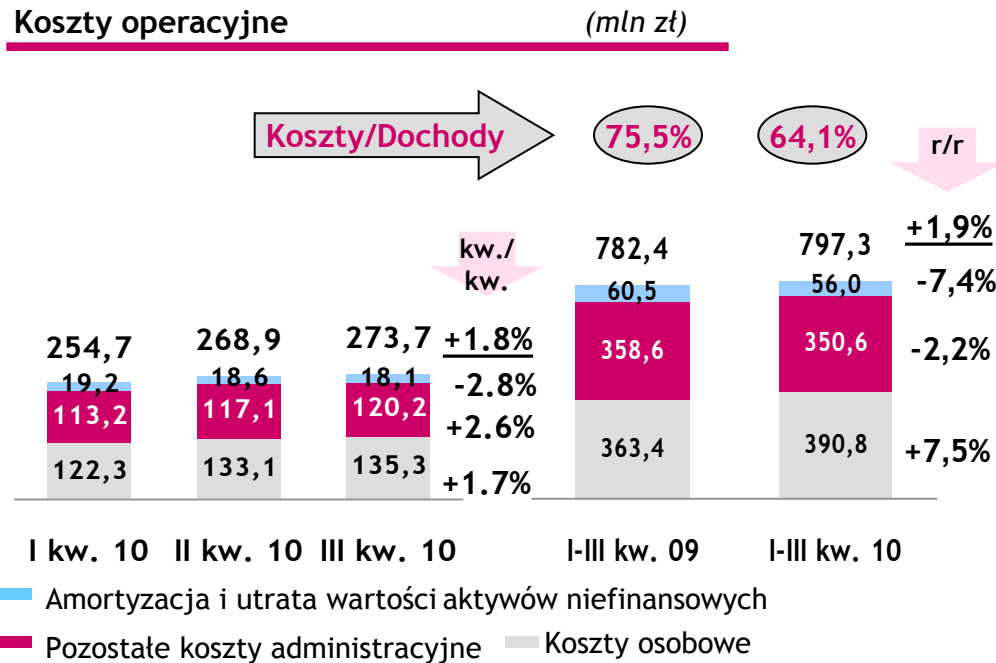 Koszty operacyjne (mln zł)
Koszty/Dochody 75,5% 64,1%
r/r
kw./
kw.
254,7 268,9 273,7 +1.8%
19,2 18,6 18,1 -2.8%
113,2 117,1 120,2 +2.6%
122,3 133,1 135,3 +1.7%
782,4 797,3 +1,9%
60,5 56,0 -7,4%
358,6 350,6 -2,2%
363,4 390,8 +7,5%
I kw. 10 II kw. 10 III kw. 10 I-III kw. 09 I-III kw. 10
Amortyzacja i utrata wartości aktywów niefinansowych
Pozostałe koszty administracyjne Koszty osobowe